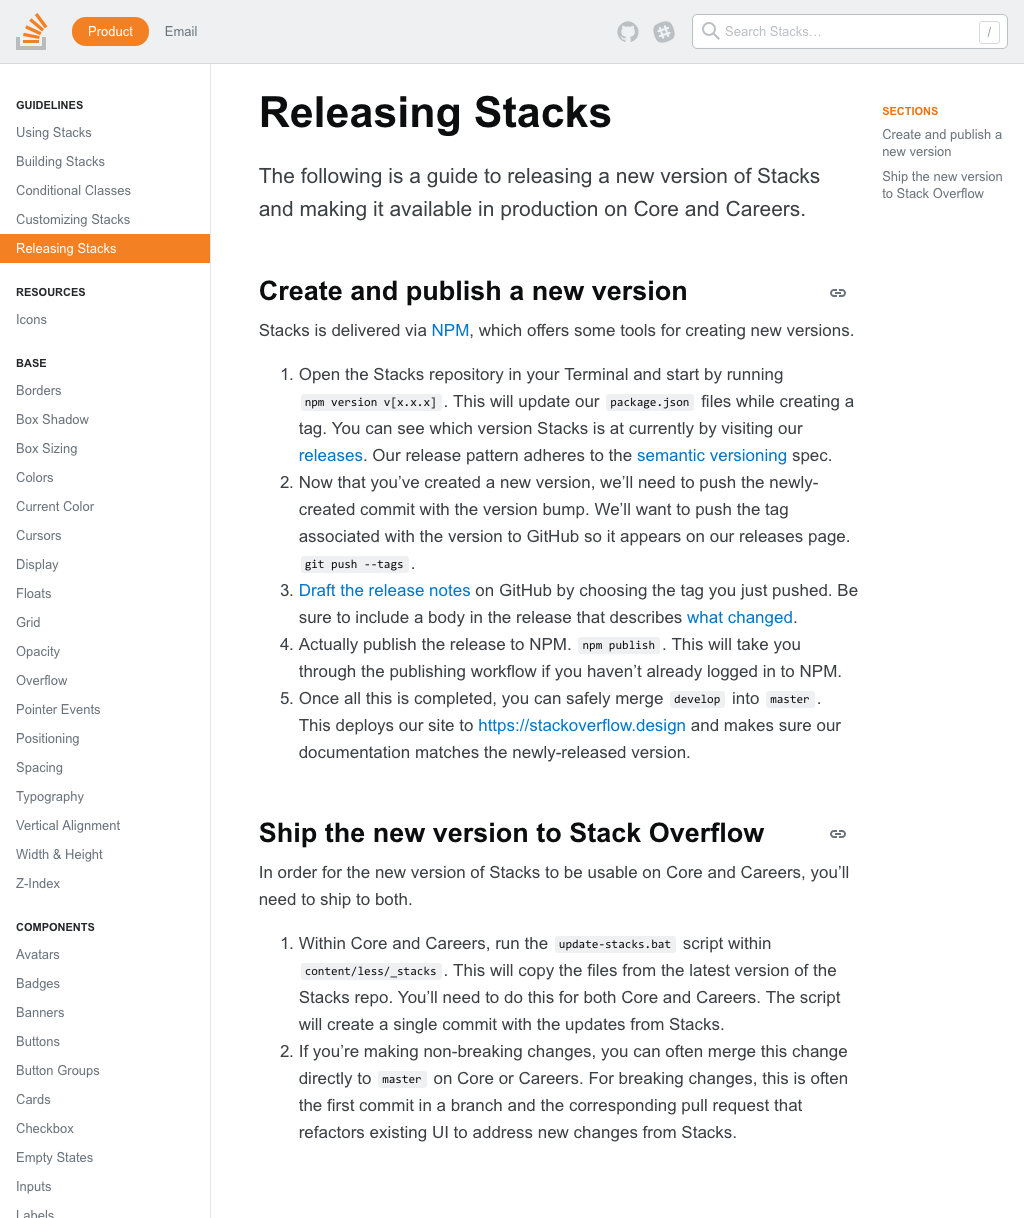 Product
Email
Search Stacks…
/
GUIDELINES
Using Stacks
Building Stacks
Conditional Classes
Customizing Stacks
Releasing Stacks
RESOURCES
Icons
BASE
Borders
Box Shadow
Box Sizing
Colors
Current Color
Cursors
Display
Floats
Grid
Opacity
Overflow
Pointer Events
Positioning
Spacing
Typography
Vertical Alignment
Width & Height
Z-Index
COMPONENTS
Avatars
Badges
Banners
Buttons
Button Groups
Cards
Checkbox
Empty States
Inputs
Labels
Releasing Stacks
The following is a guide to releasing a new version of Stacks
and making it available in production on Core and Careers.
Create and publish a new version
Stacks is delivered via NPM, which offers some tools for creating new versions.
1. Open the Stacks repository in your Terminal and start by running
npm version v[x.x.x]. This will update our package.json files while creating a
tag. You can see which version Stacks is at currently by visiting our
releases. Our release pattern adheres to the semantic versioning spec.
2. Now that you’ve created a new version, we’ll need to push the newly-
created commit with the version bump. We’ll want to push the tag
associated with the version to GitHub so it appears on our releases page.
git push --tags.
3. Draft the release notes on GitHub by choosing the tag you just pushed. Be
sure to include a body in the release that describes what changed.
4. Actually publish the release to NPM. npm publish. This will take you
through the publishing workflow if you haven’t already logged in to NPM.
5. Once all this is completed, you can safely merge develop into master.
This deploys our site to https://stackoverflow.design and makes sure our
documentation matches the newly-released version.
Ship the new version to Stack Overflow
In order for the new version of Stacks to be usable on Core and Careers, you’ll
need to ship to both.
1. Within Core and Careers, run the update-stacks.bat script within
content/less/_stacks. This will copy the files from the latest version of the
Stacks repo. You’ll need to do this for both Core and Careers. The script
will create a single commit with the updates from Stacks.
2. If you’re making non-breaking changes, you can often merge this change
directly to master on Core or Careers. For breaking changes, this is often
the first commit in a branch and the corresponding pull request that
refactors existing UI to address new changes from Stacks.
SECTIONS
Create and publish a
new version
Ship the new version
to Stack Overflow